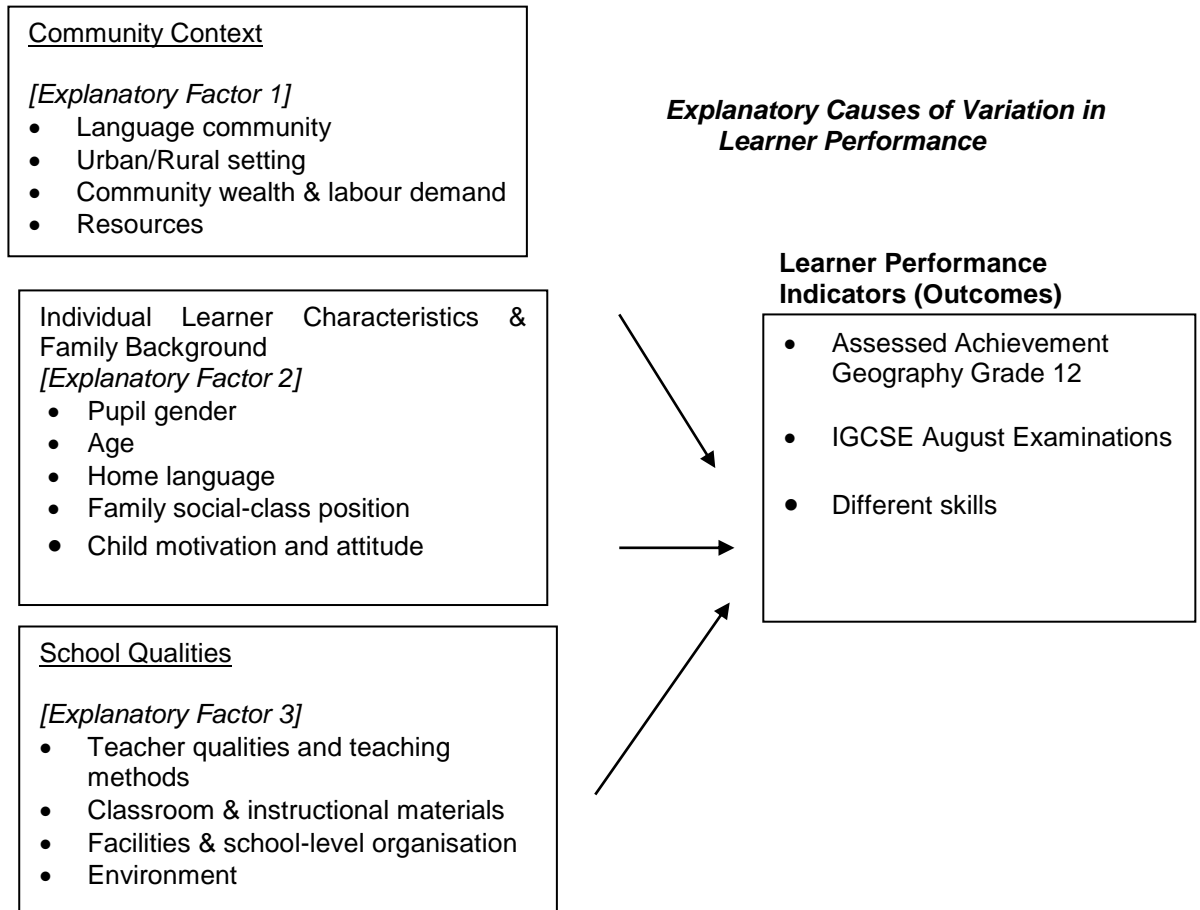 Community Context
[Explanatory Factor 1]
• Language community
• Urban/Rural setting
• Community wealth & labour demand
• Resources
Explanatory Causes of Variation in
Learner Performance
Individual Learner Characteristics &
Family Background
[Explanatory Factor 2]
• Pupil gender
• Age
• Home language
• Family social-class position
• Child motivation and attitude
Learner Performance
Indicators (Outcomes)
• Assessed Achievement
Geography Grade 12
• IGCSE August Examinations
• Different skills
School Qualities
[Explanatory Factor 3]
• Teacher qualities and teaching
methods
• Classroom & instructional materials
• Facilities & school-level organisation
• Environment